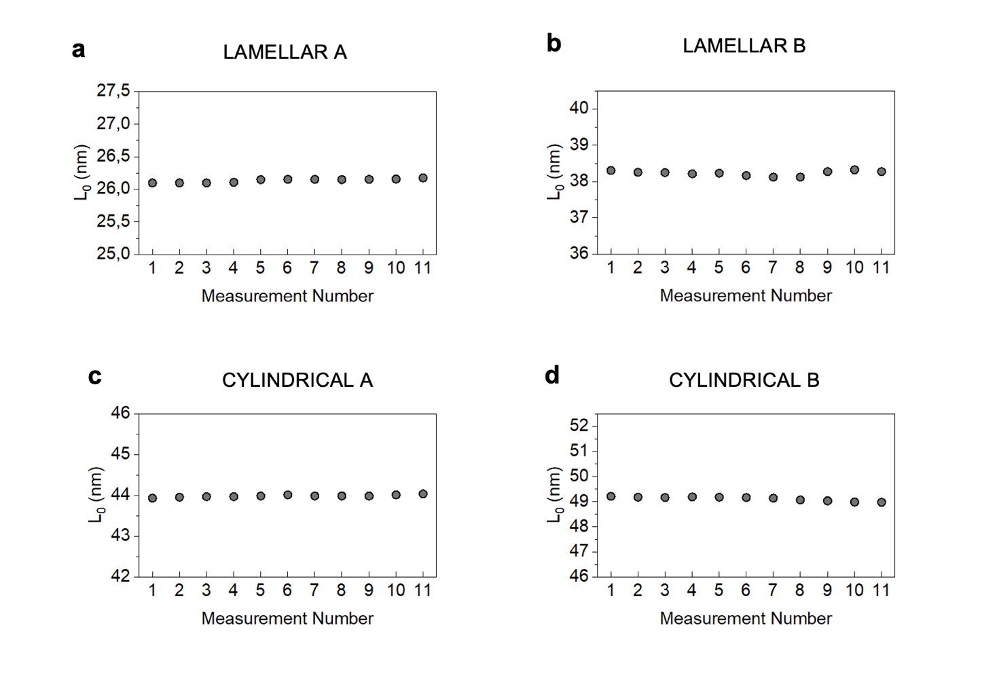 a
LAMELLAR A
27,5
27,0
26,5
26,0
25,5
25,0
L0 (nm)
1 2 3 4 5 6 7 8 9 10 11
Measurement Number
b
LAMELLAR B
40
39
38
37
36
L0 (nm)
1 2 3 4 5 6 7 8 9 10 11
Measurement Number
c
CYLINDRICAL A
46
45
44
43
42
L0 (nm)
1 2 3 4 5 6 7 8 9 10 11
Measurement Number
d
CYLINDRICAL B
52
51
50
49
48
47
46
L0 (nm)
1 2 3 4 5 6 7 8 9 10 11
Measurement Number